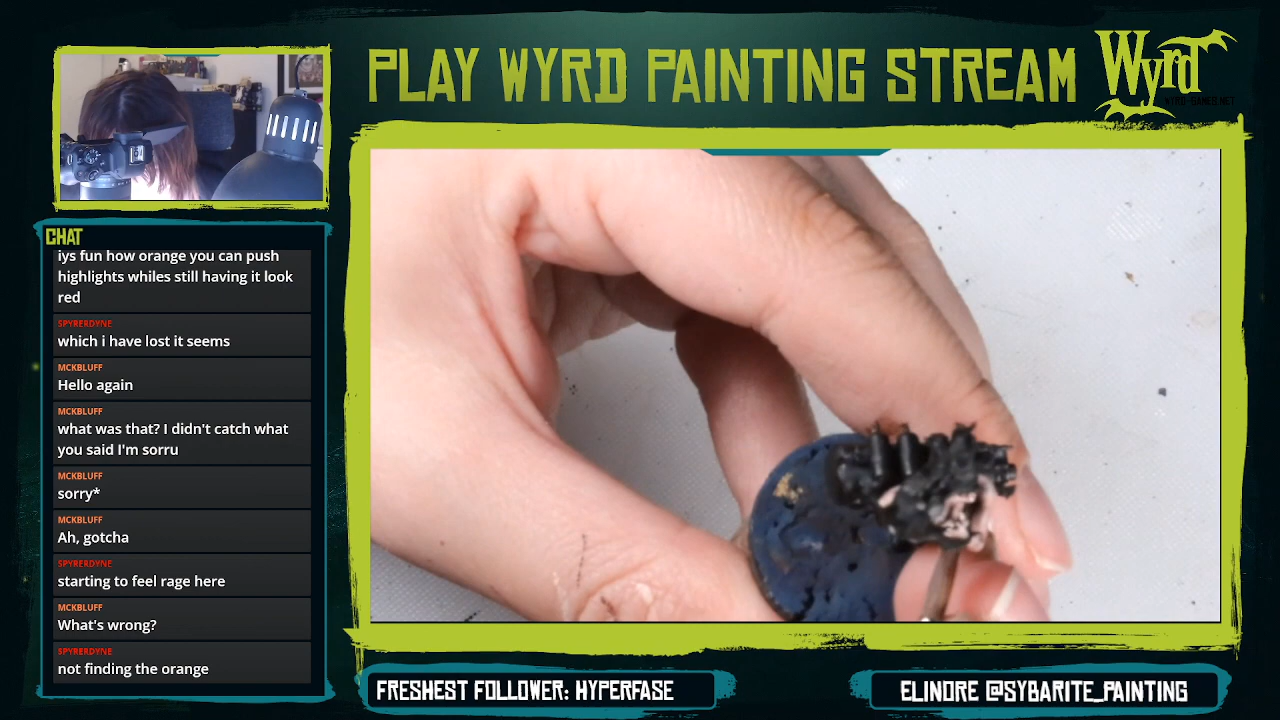 PLAY WYRD PAINTING STREAM
Wyrd
WYRD-GAMES.NET
CHAT
iys fun how orange you can push
highlights whiles still having it look
red
SPYRERDYNE
which i have lost it seems
MCKBLUFF
Hello again
MCKBLUFF
what was that? I didn't catch what
you said I'm sorru
MCKBLUFF
sorry*
MCKBLUFF
Ah, gotcha
SPYRERDYNE
starting to feel rage here
MCKBLUFF
What's wrong?
SPYRERDYNE
not finding the orange
FRESHEST FOLLOWER: HYPERFASE
ELINORE @SYBARITE_PAINTING